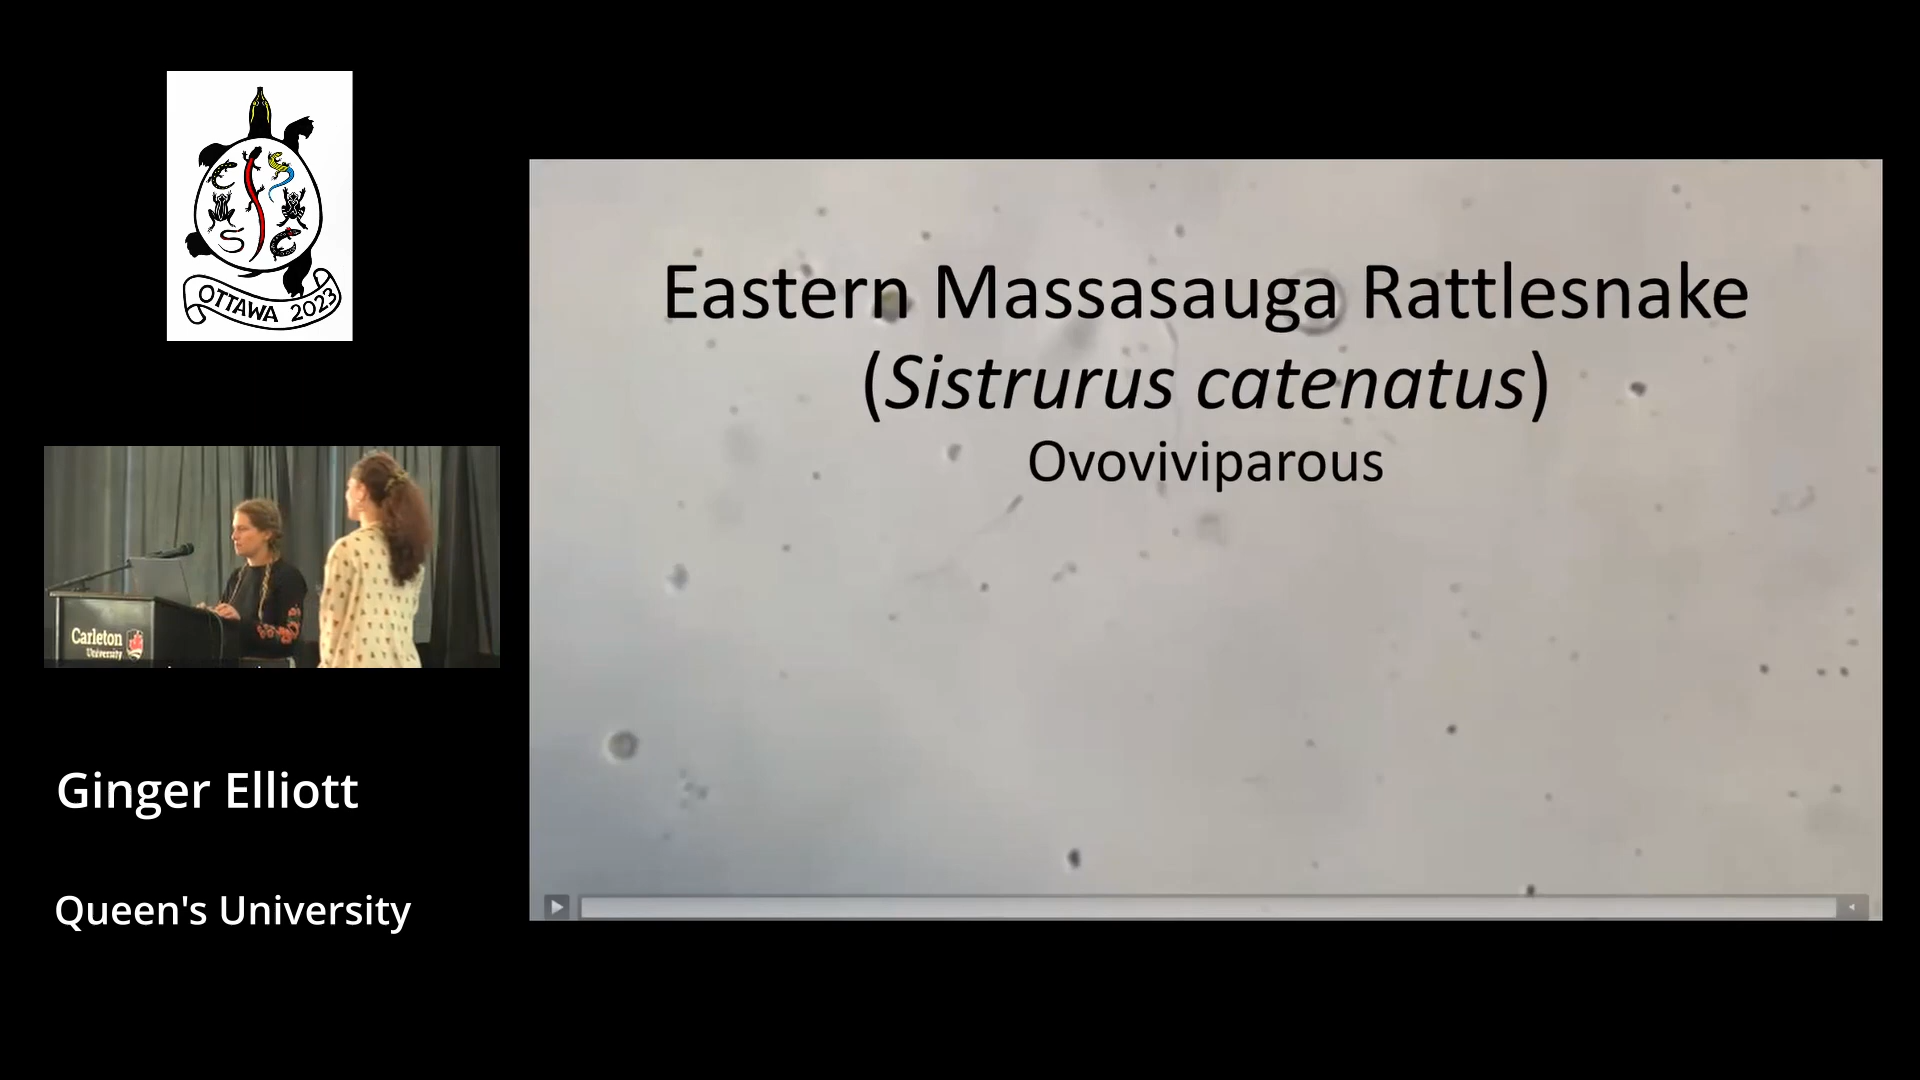 OTTAWA 2023
Eastern Massasauga Rattlesnake
(Sistrurus catenatus)
Ovoviviparous
Carleton
University
Ginger Elliott
Queen's University